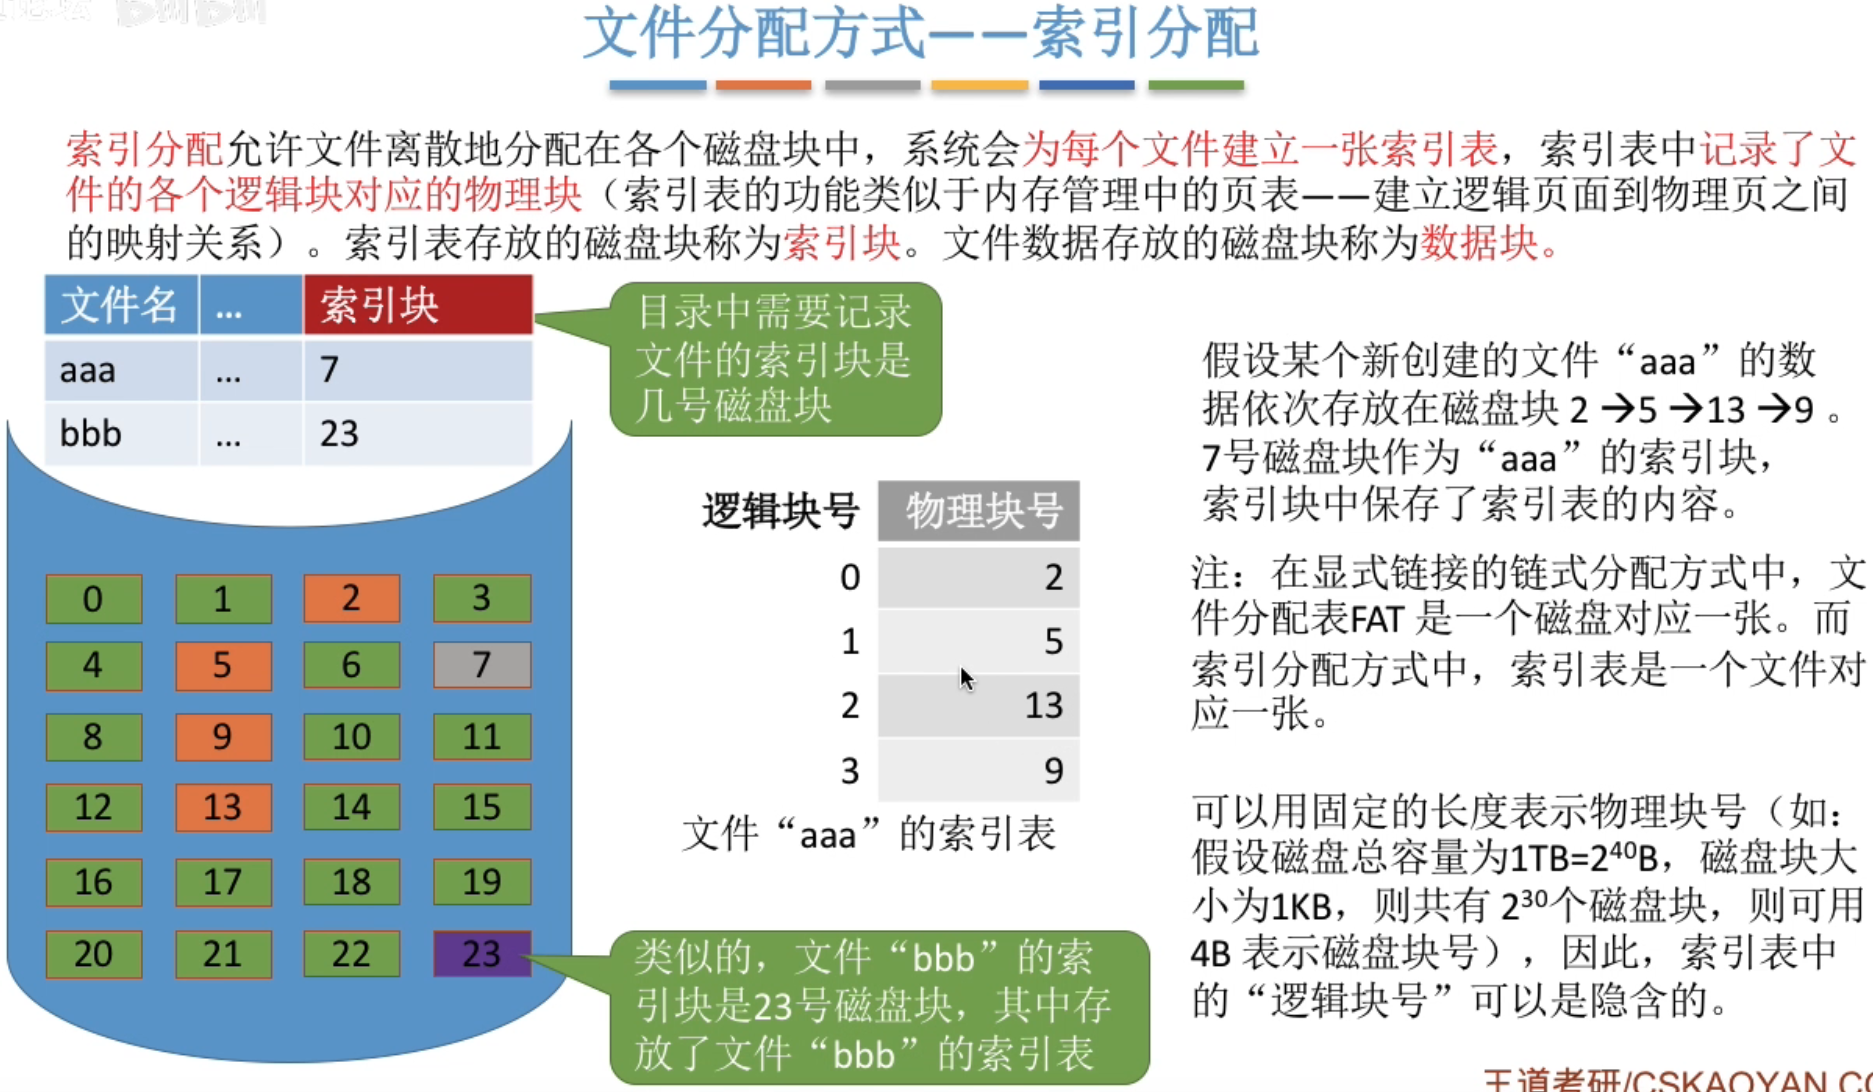 文件分配方式——索引分配
索引分配允许文件离散地分配在各个磁盘块中，系统会为每个文件建立一张索引表，索引表中记录了文
件的各个逻辑块对应的物理块（索引表的功能类似于内存管理中的页表——建立逻辑页面到物理页之间
的映射关系）。索引表存放的磁盘块称为索引块。文件数据存放的磁盘块称为数据块。
文件名 ... 索引块
aaa ... 7
bbb ... 23
目录中需要记录
文件的索引块是
几号磁盘块
0 1 2 3
4 5 6 7
8 9 10 11
12 13 14 15
16 17 18 19
20 21 22 23
逻辑块号 物理块号
0 2
1 5
2 13
3 9
文件“aaa”的索引表
类似的，文件“bbb”的索
引块是23号磁盘块，其中存
放了文件“bbb”的索引表
假设某个新创建的文件“aaa”的数
据依次存放在磁盘块 2 →5 →13 →9 。
7号磁盘块作为“aaa”的索引块，
索引块中保存了索引表的内容。
注：在显式链接的链式分配方式中，文
件分配表FAT 是一个磁盘对应一张。而
索引分配方式中，索引表是一个文件对
应一张。
可以用固定的长度表示物理块号（如：
假设磁盘总容量为1TB=2⁴⁰B，磁盘块大
小为1KB，则共有 2³⁰个磁盘块，则可用
4B 表示磁盘块号），因此，索引表中
的“逻辑块号”可以是隐含的。
王道考研/CSKAOYAN.CO